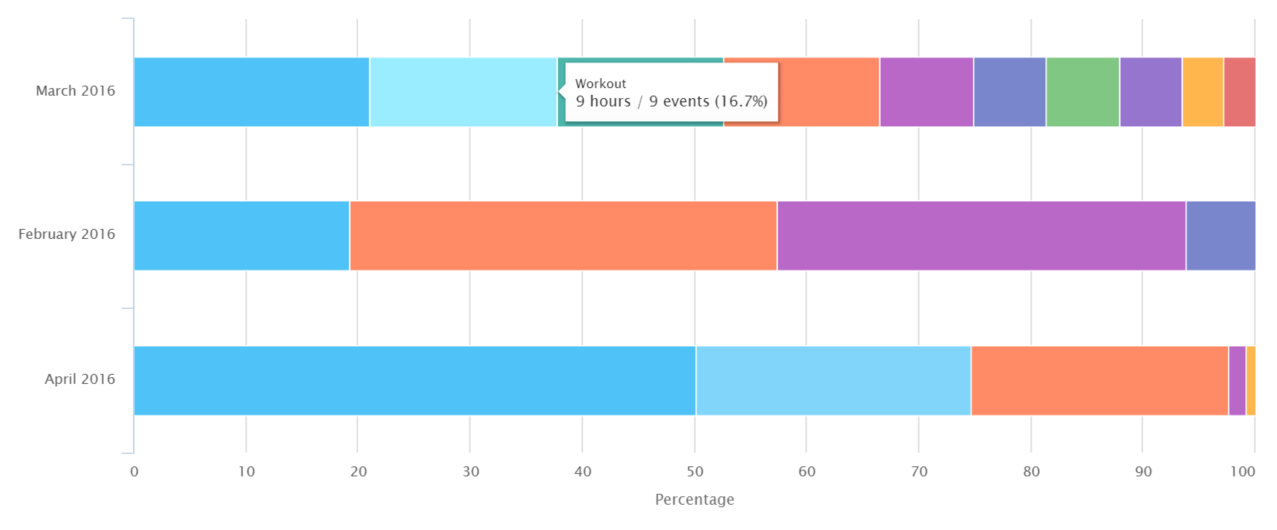 March 2016
Workout
9 hours / 9 events (16.7%)
February 2016
April 2016
0 10 20 30 40 50 60 70 80 90 100
Percentage